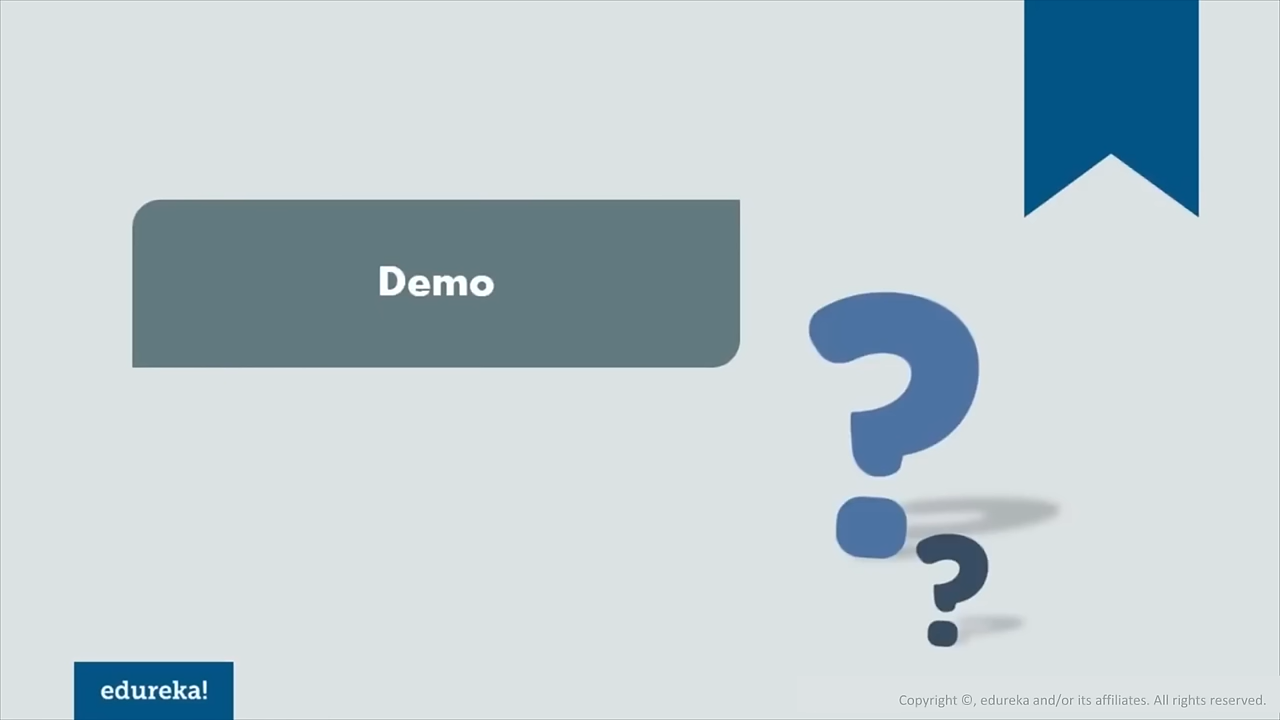 Demo
edureka!
Copyright ©, edureka and/or its affiliates. All rights reserved.